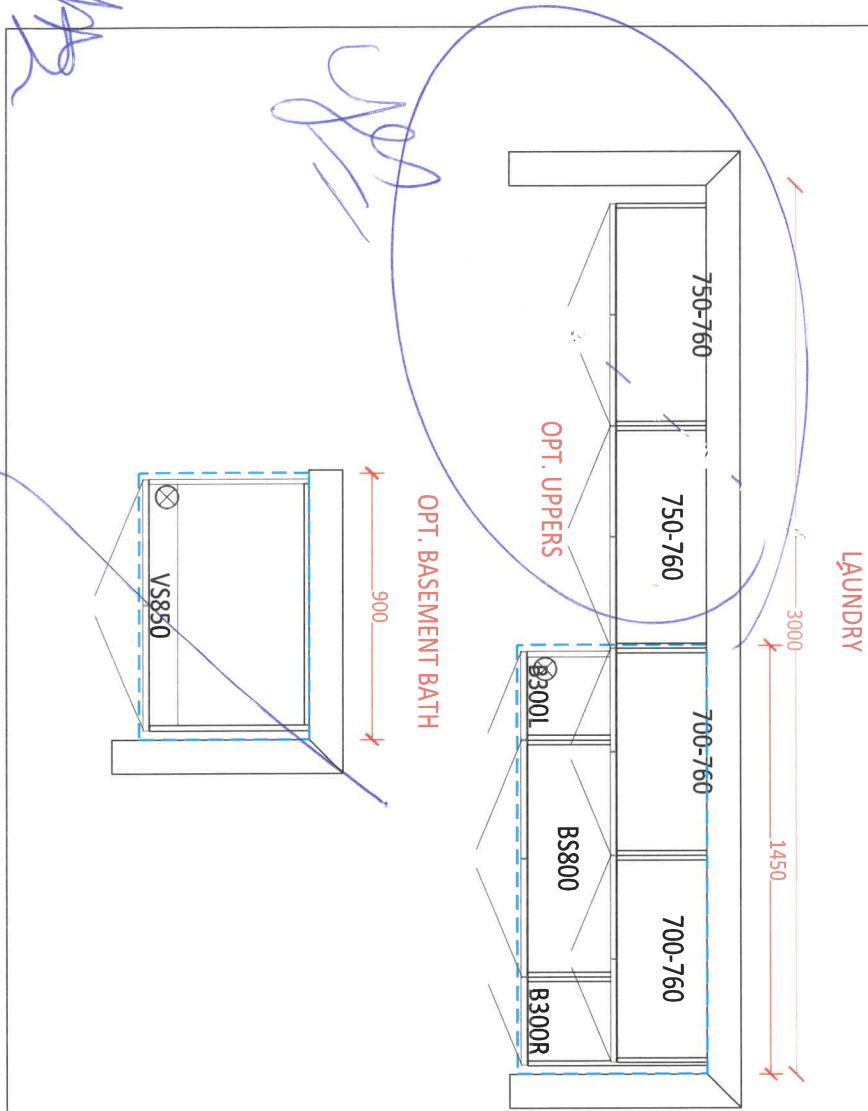 LAUNDRY
3000
1450
750-760
750-760
700-760
700-760
OPT. UPPERS
B300L
BS800
B300R
OPT. BASEMENT BATH
900
VS850